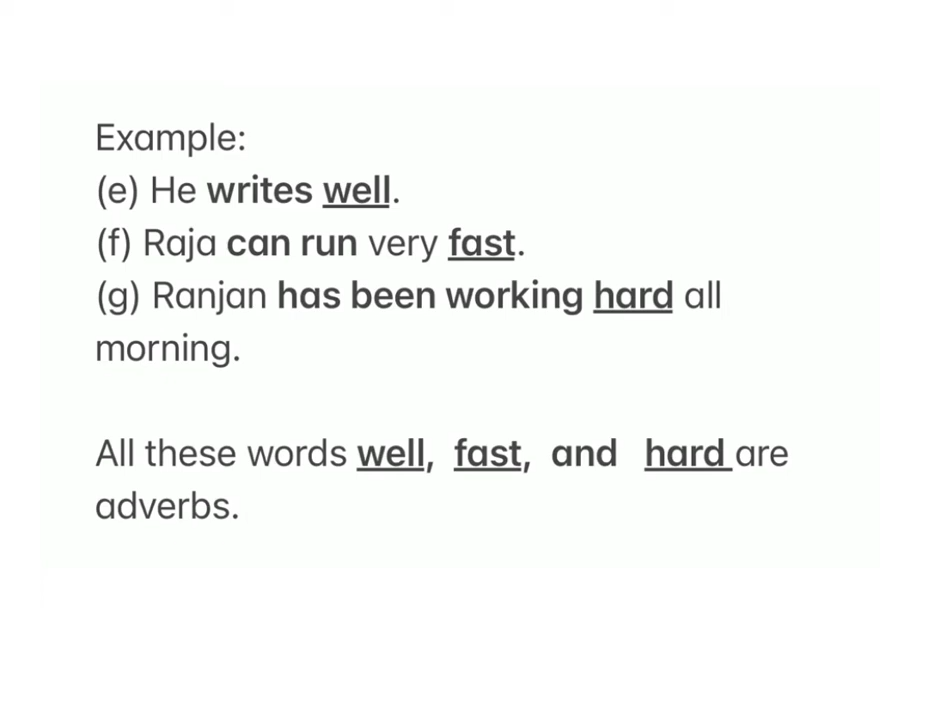 Example:
(e) He writes well.
(f) Raja can run very fast.
(g) Ranjan has been working hard all
morning.
All these words well, fast, and hard are
adverbs.